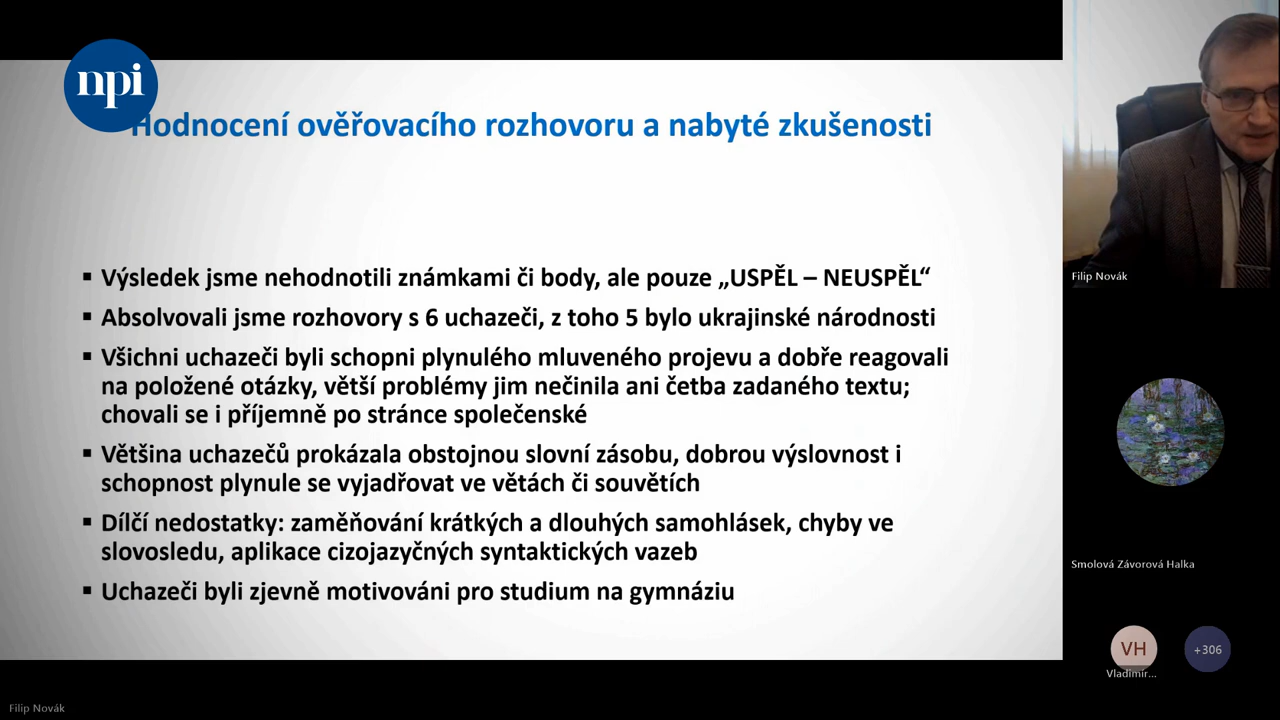 npi
Hodnocení ověřovacího rozhovoru a nabyté zkušenosti
▪ Výsledek jsme nehodnotili známkami či body, ale pouze „USPĚL – NEUSPĚL“
▪ Absolvovali jsme rozhovory s 6 uchazeči, z toho 5 bylo ukrajinské národnosti
▪ Všichni uchazeči byli schopni plynulého mluveného projevu a dobře reagovali
na položené otázky, větší problémy jim nečinila ani četba zadaného textu;
chovali se i příjemně po stránce společenské
▪ Většina uchazečů prokázala obstojnou slovní zásobu, dobrou výslovnost i
schopnost plynule se vyjadřovat ve větách či souvětích
▪ Dílčí nedostatky: zaměňování krátkých a dlouhých samohlásek, chyby ve
slovosledu, aplikace cizojazyčných syntaktických vazeb
▪ Uchazeči byli zjevně motivováni pro studium na gymnáziu
Filip Novák
Smolová Závorová Halka
VH
+306
Vladimír...
Filip Novák